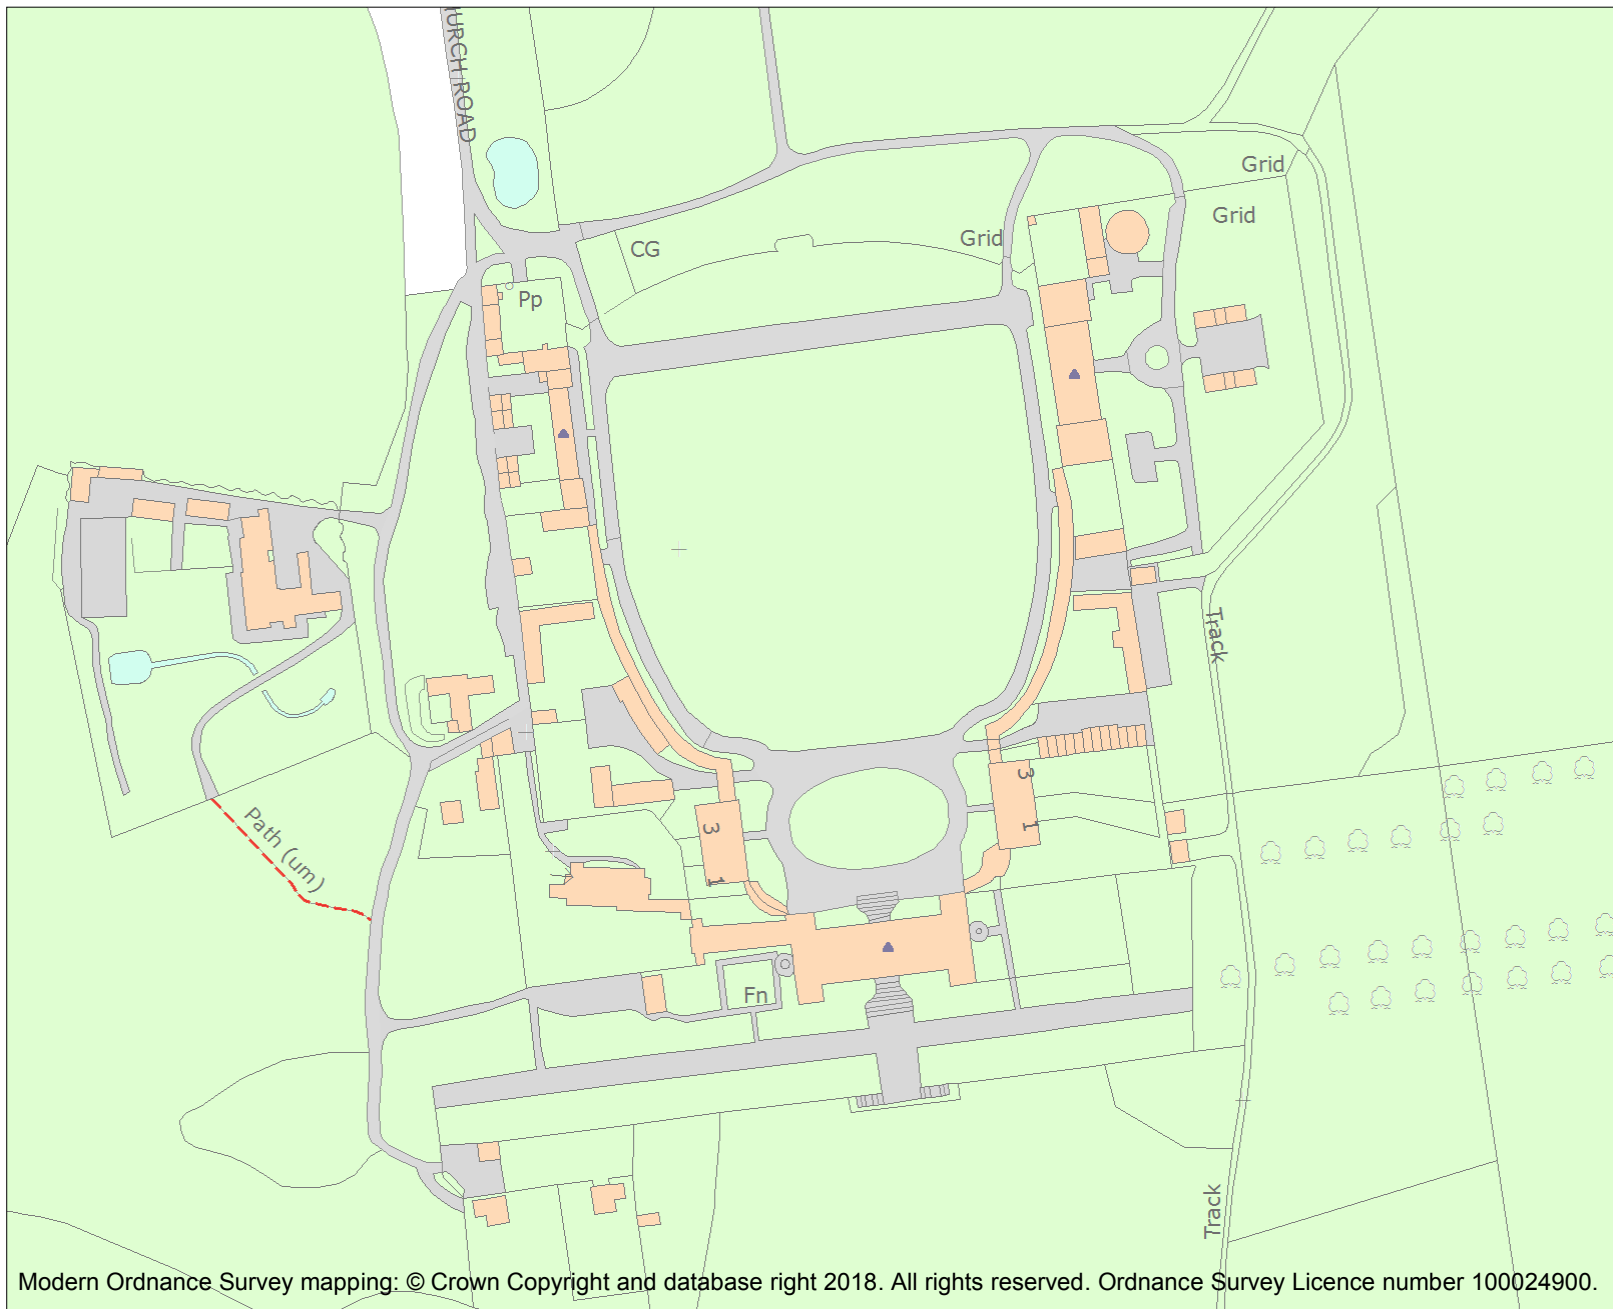 HURCH ROAD
Grid
Grid
CG
Grid
Pp
Track
3
1
3
1
Path (um)
Fn
Track
Modern Ordnance Survey mapping: © Crown Copyright and database right 2018. All rights reserved. Ordnance Survey Licence number 100024900.